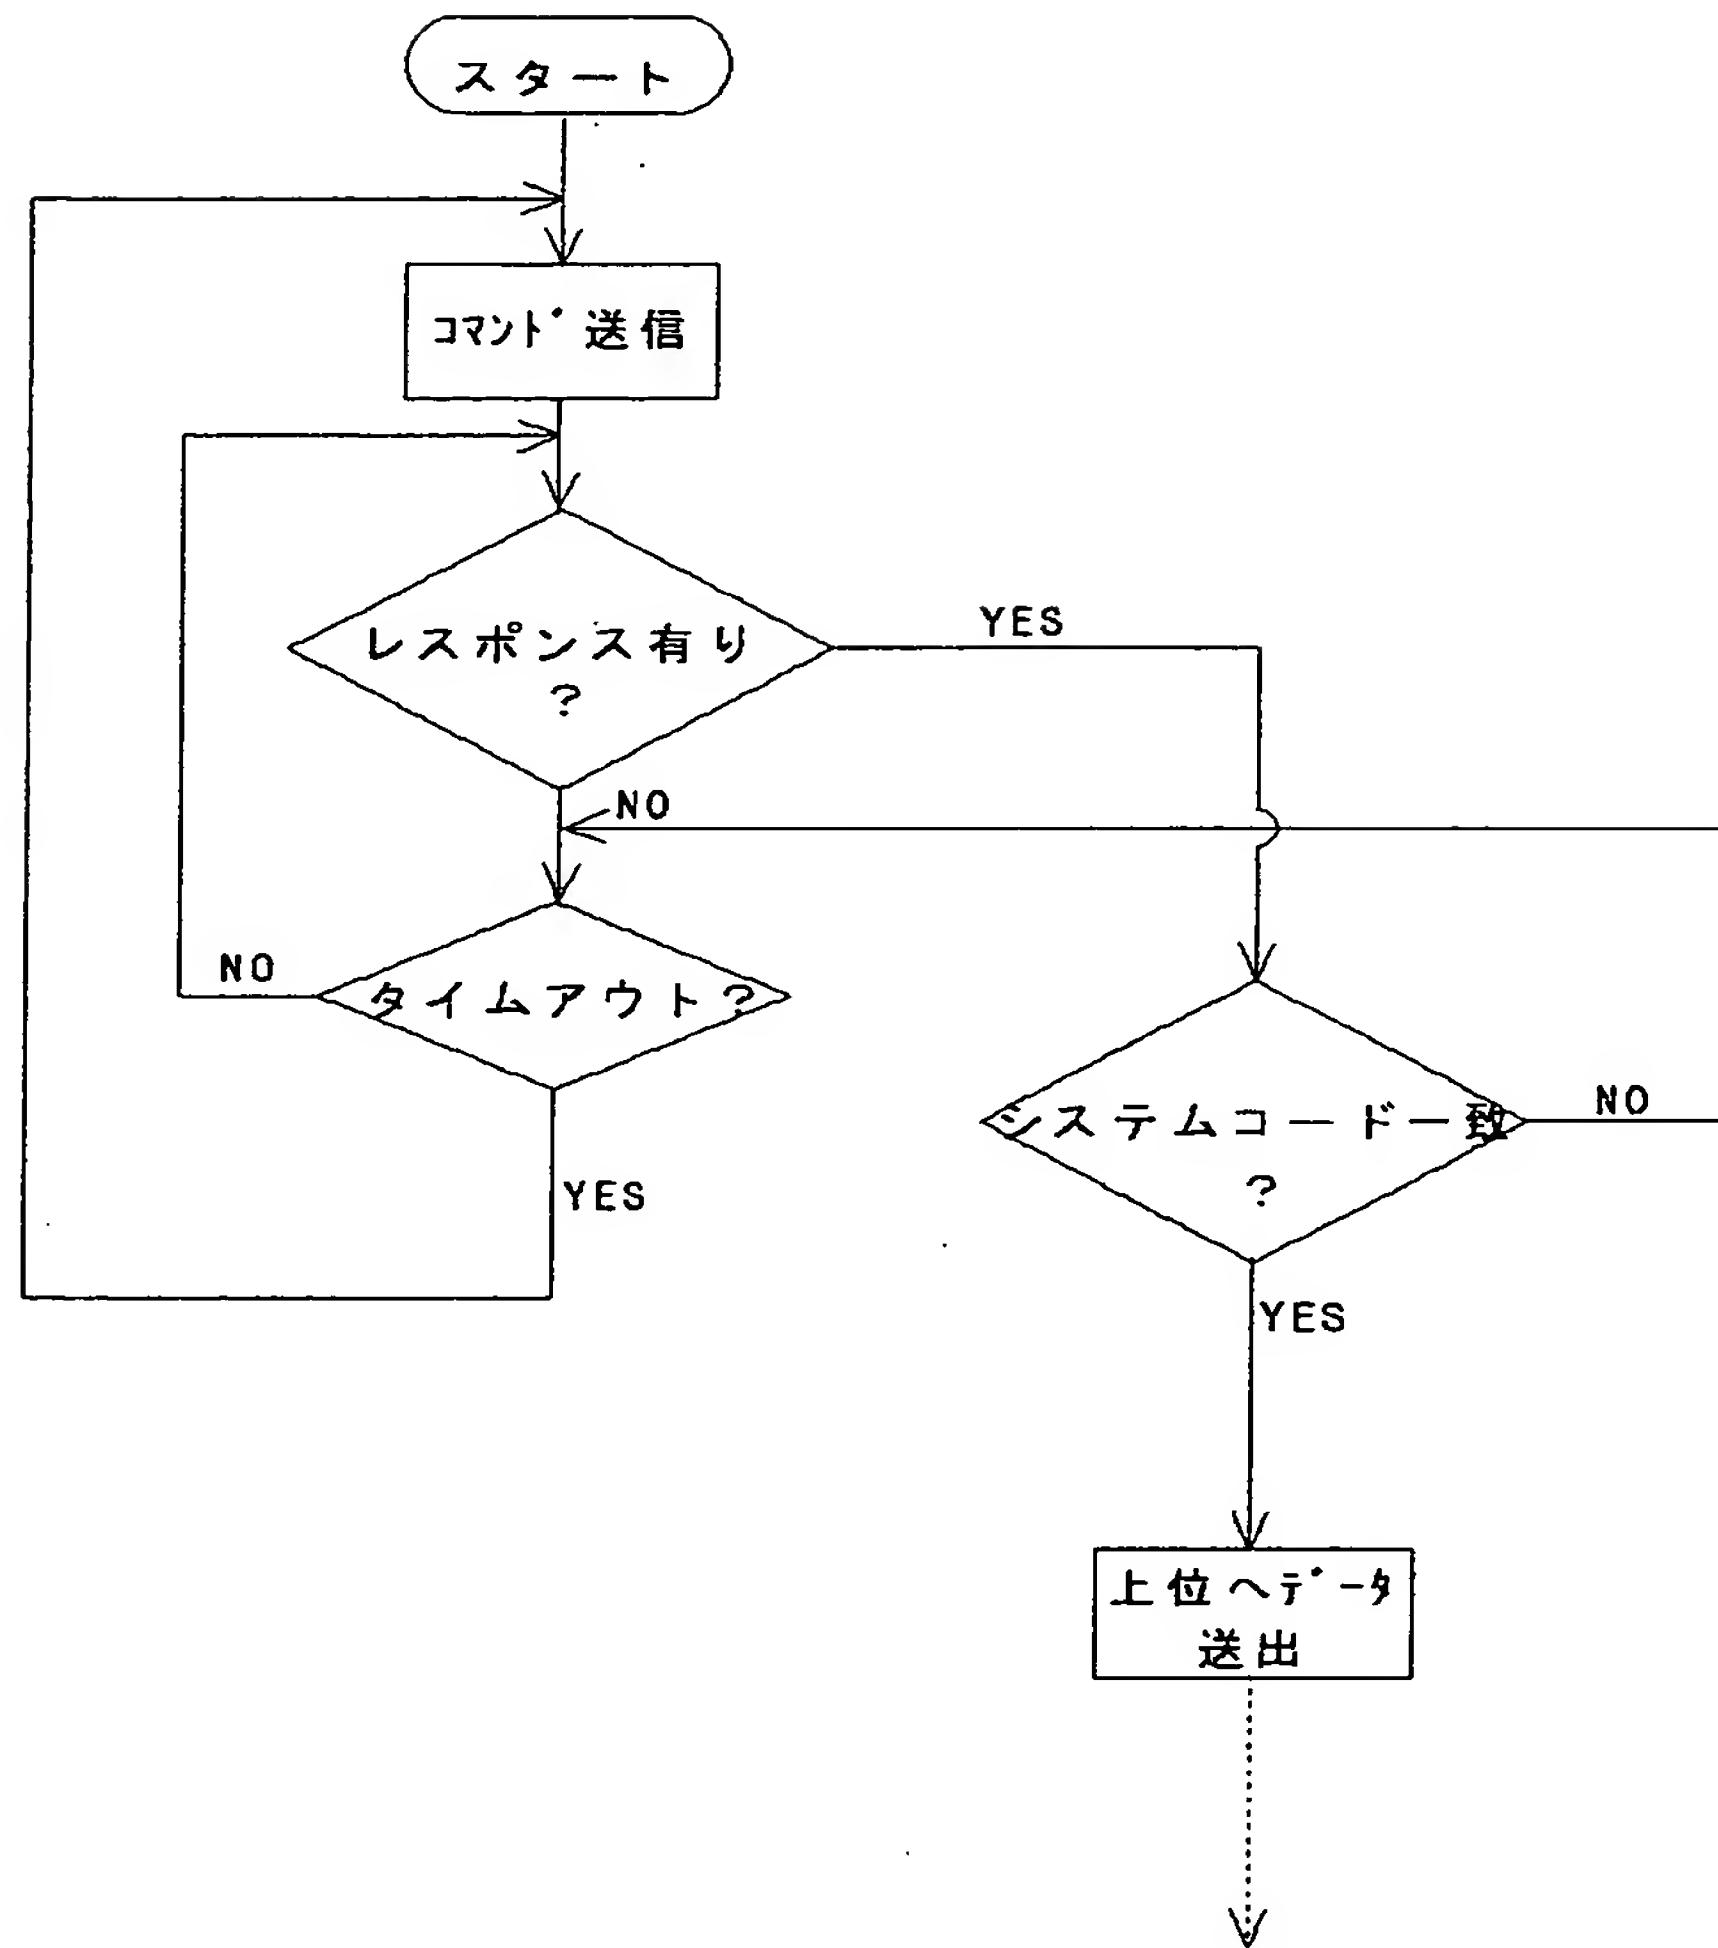 スタート
ｺﾏﾝﾄﾞ送信
レスポンス有り
?
YES
NO
タイムアウト?
NO
YES
システムコード一致
?
NO
YES
上位へﾃﾞｰﾀ
送出